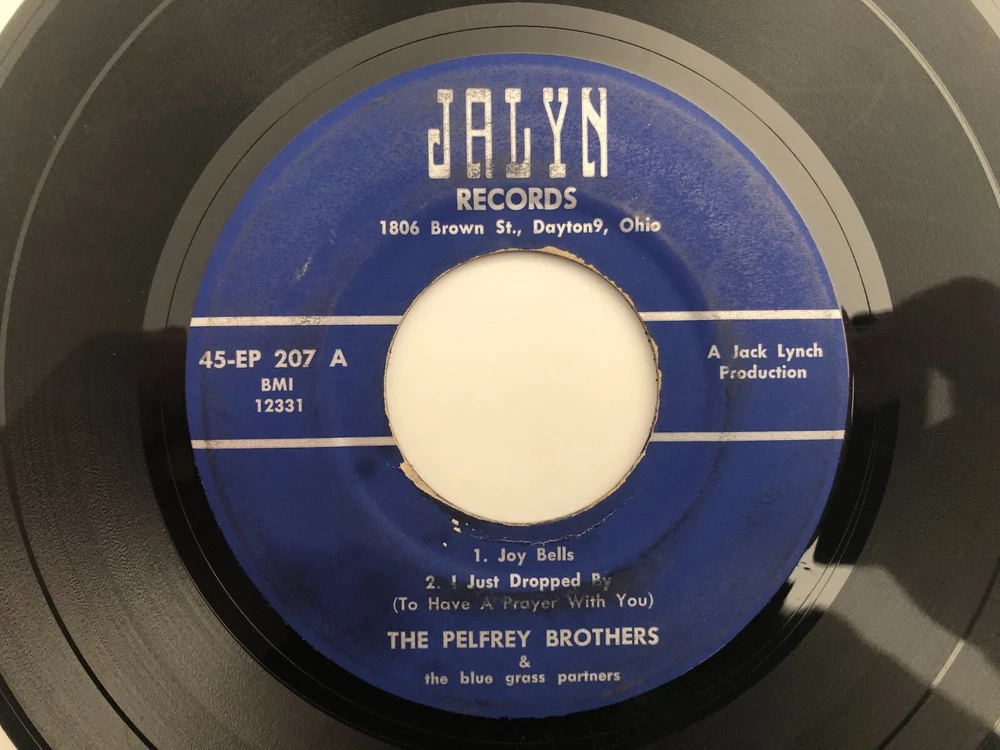 JALYN
RECORDS
1806 Brown St., Dayton9, Ohio
45-EP 207 A
BMI
12331
A Jack Lynch
Production
1. Joy Bells
2. I Just Dropped By
(To Have A Prayer With You)
THE PELFREY BROTHERS
&
the blue grass partners